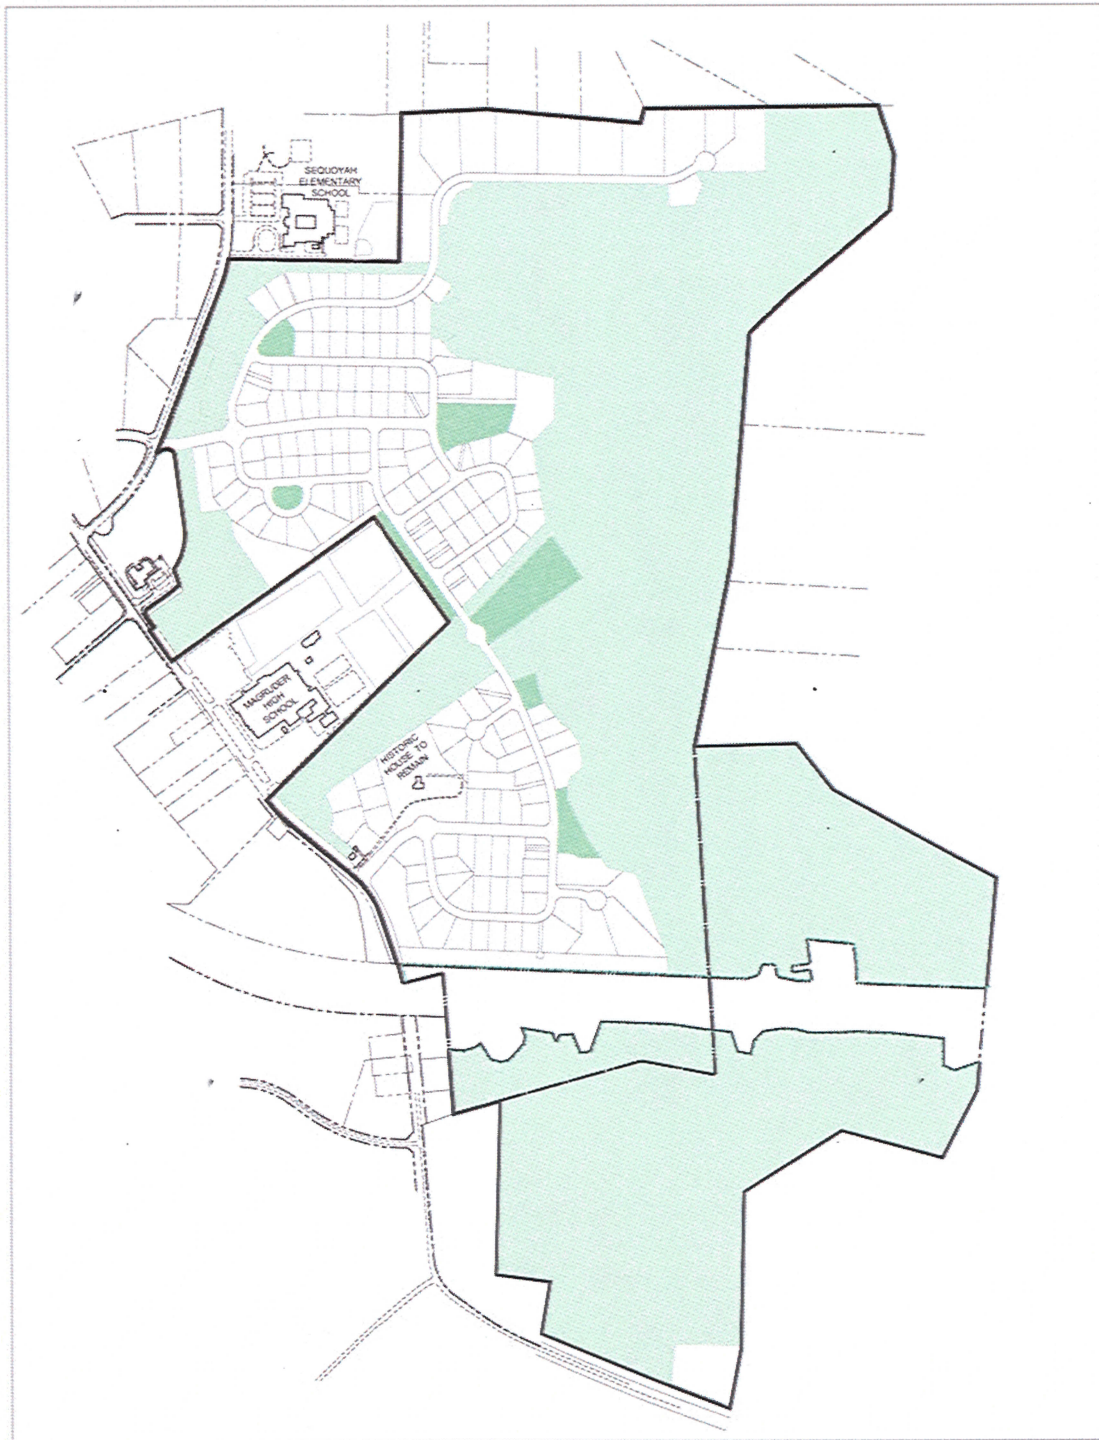 SEQUOYAH
ELEMENTARY
SCHOOL
MAGRUDER
HIGH
SCHOOL
HISTORIC
HOUSE TO
REMAIN